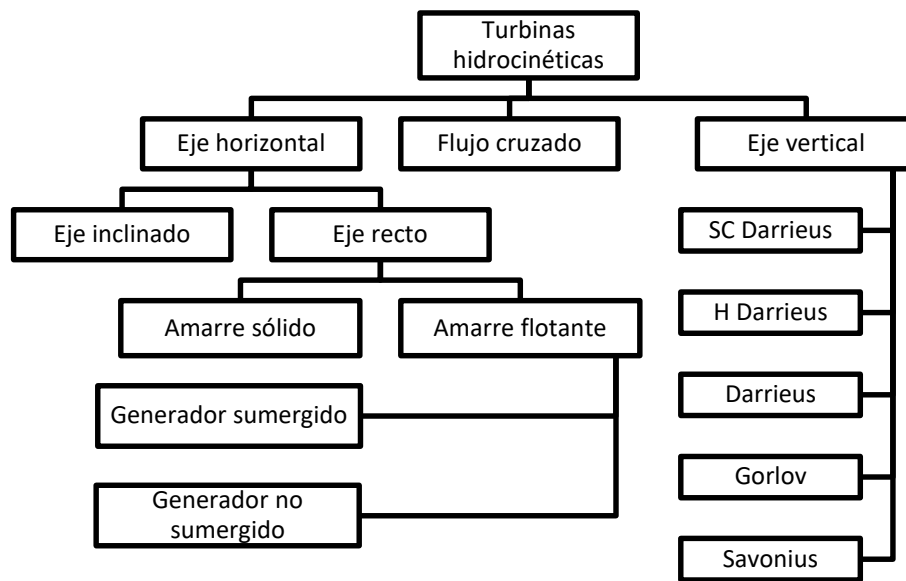 Turbinas
hidrocinéticas
Eje horizontal
Flujo cruzado
Eje vertical
Eje inclinado
Eje recto
SC Darrieus
H Darrieus
Amarre sólido
Amarre flotante
Darrieus
Generador sumergido
Gorlov
Generador no
sumergido
Savonius